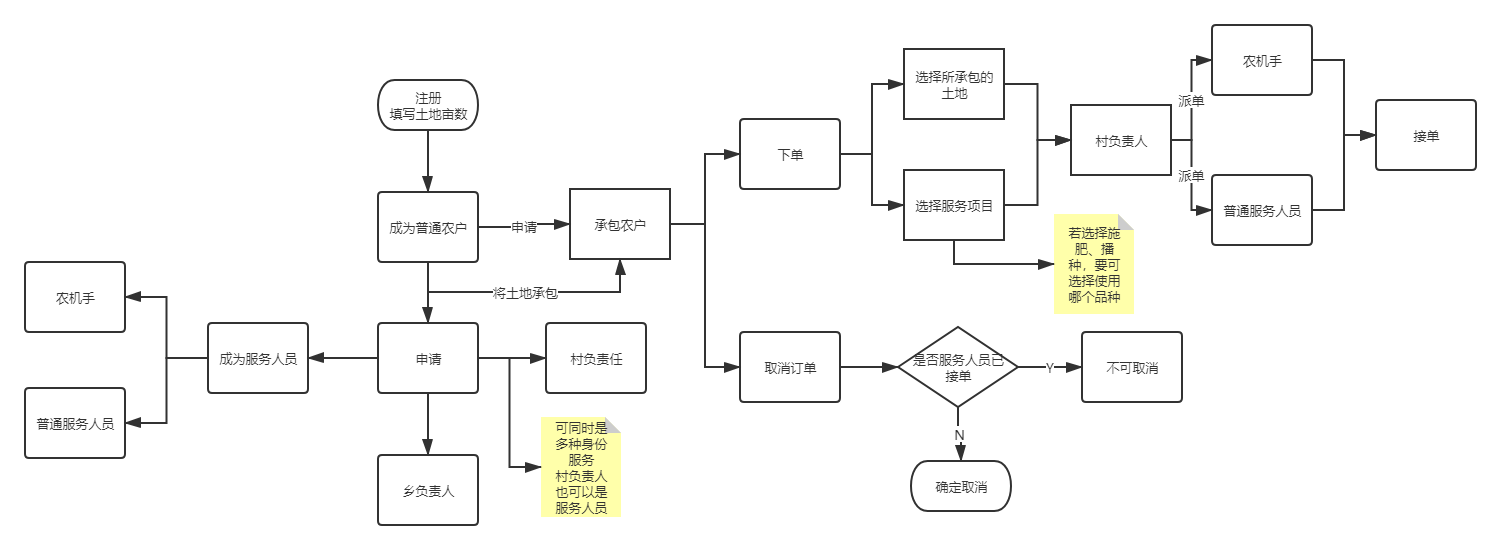 注册
填写土地亩数
成为普通农户
申请
承包农户
将土地承包
申请
成为服务人员
农机手
普通服务人员
村负责任
乡负责人
可同时是
多种身份
服务
村负责人
也可以是
服务人员
下单
选择所承包的
土地
选择服务项目
若选择施
肥、播
种，要可
选择使用
哪个品种
村负责人
派单
派单
农机手
普通服务人员
接单
取消订单
是否服务人员已
接单
Y
不可取消
N
确定取消